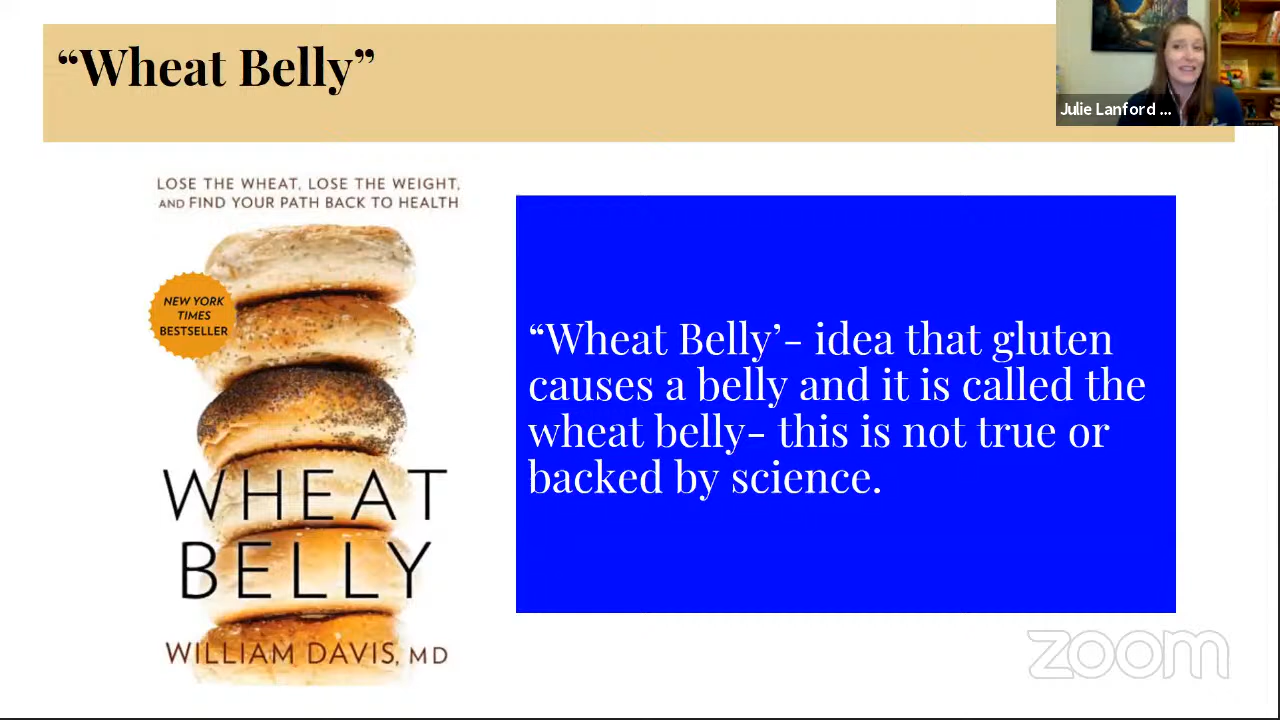 “Wheat Belly”
Julie Lanford ...
LOSE THE WHEAT, LOSE THE WEIGHT,
AND FIND YOUR PATH BACK TO HEALTH
NEW YORK
TIMES
BESTSELLER
WHEAT
BELLY
WILLIAM DAVIS, MD
“Wheat Belly’- idea that gluten
causes a belly and it is called the
wheat belly- this is not true or
backed by science.
zoom